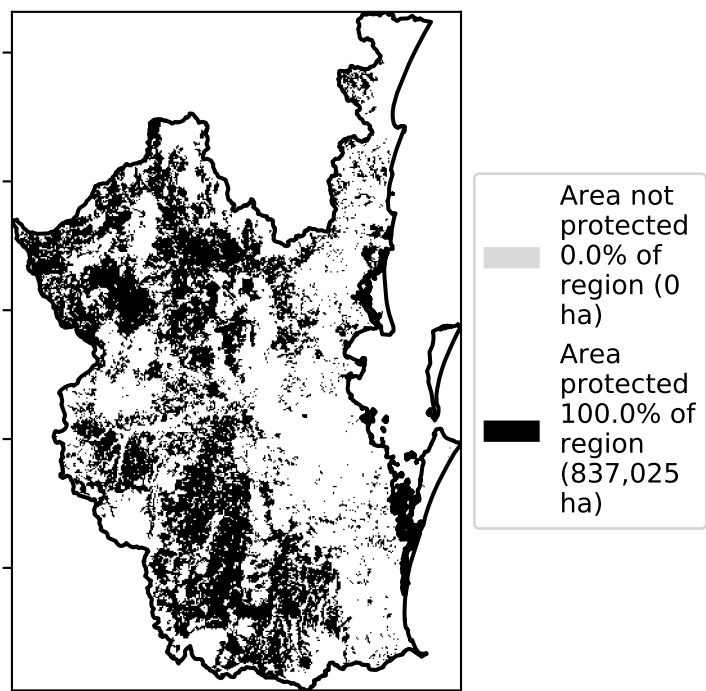 Area not
protected
0.0% of
region (0
ha)
Area
protected
100.0% of
region
(837,025
ha)